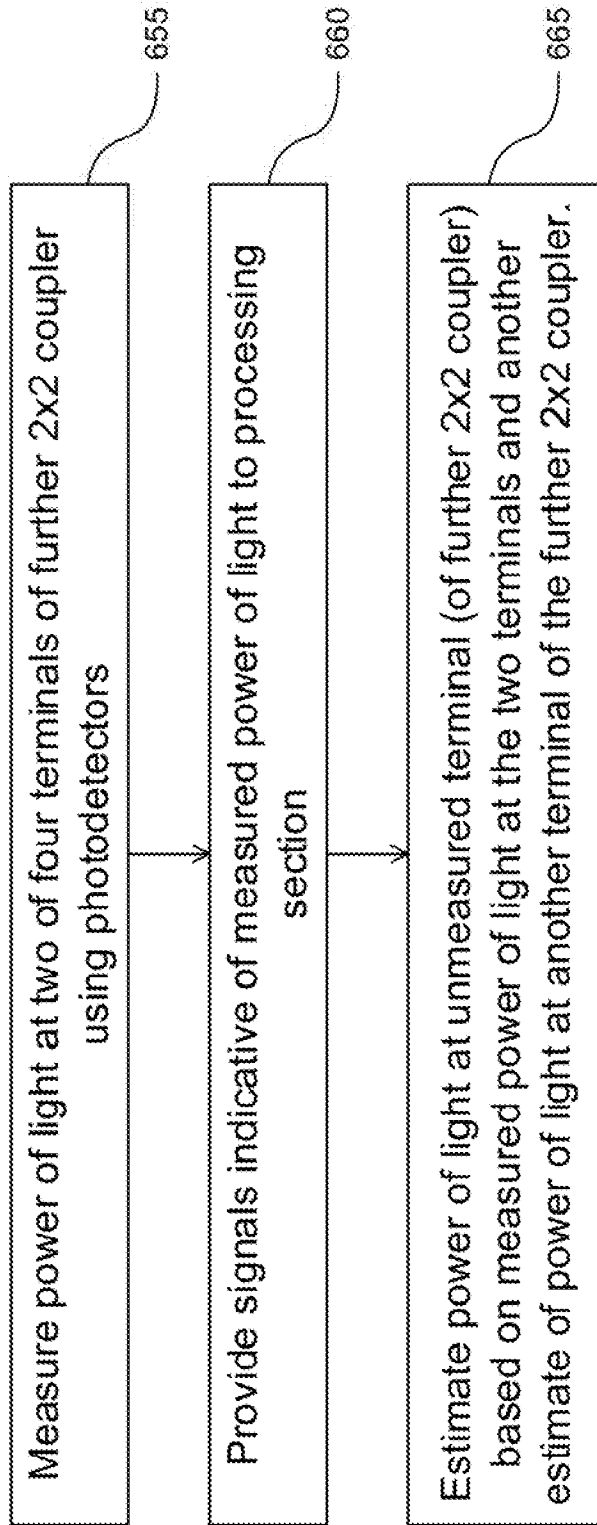 Measure power of light at two of four terminals of further 2x2 coupler
using photodetectors
655
Provide signals indicative of measured power of light to processing
section
660
Estimate power of light at unmeasured terminal (of further 2x2 coupler)
based on measured power of light at the two terminals and another
estimate of power of light at another terminal of the further 2x2 coupler.
665